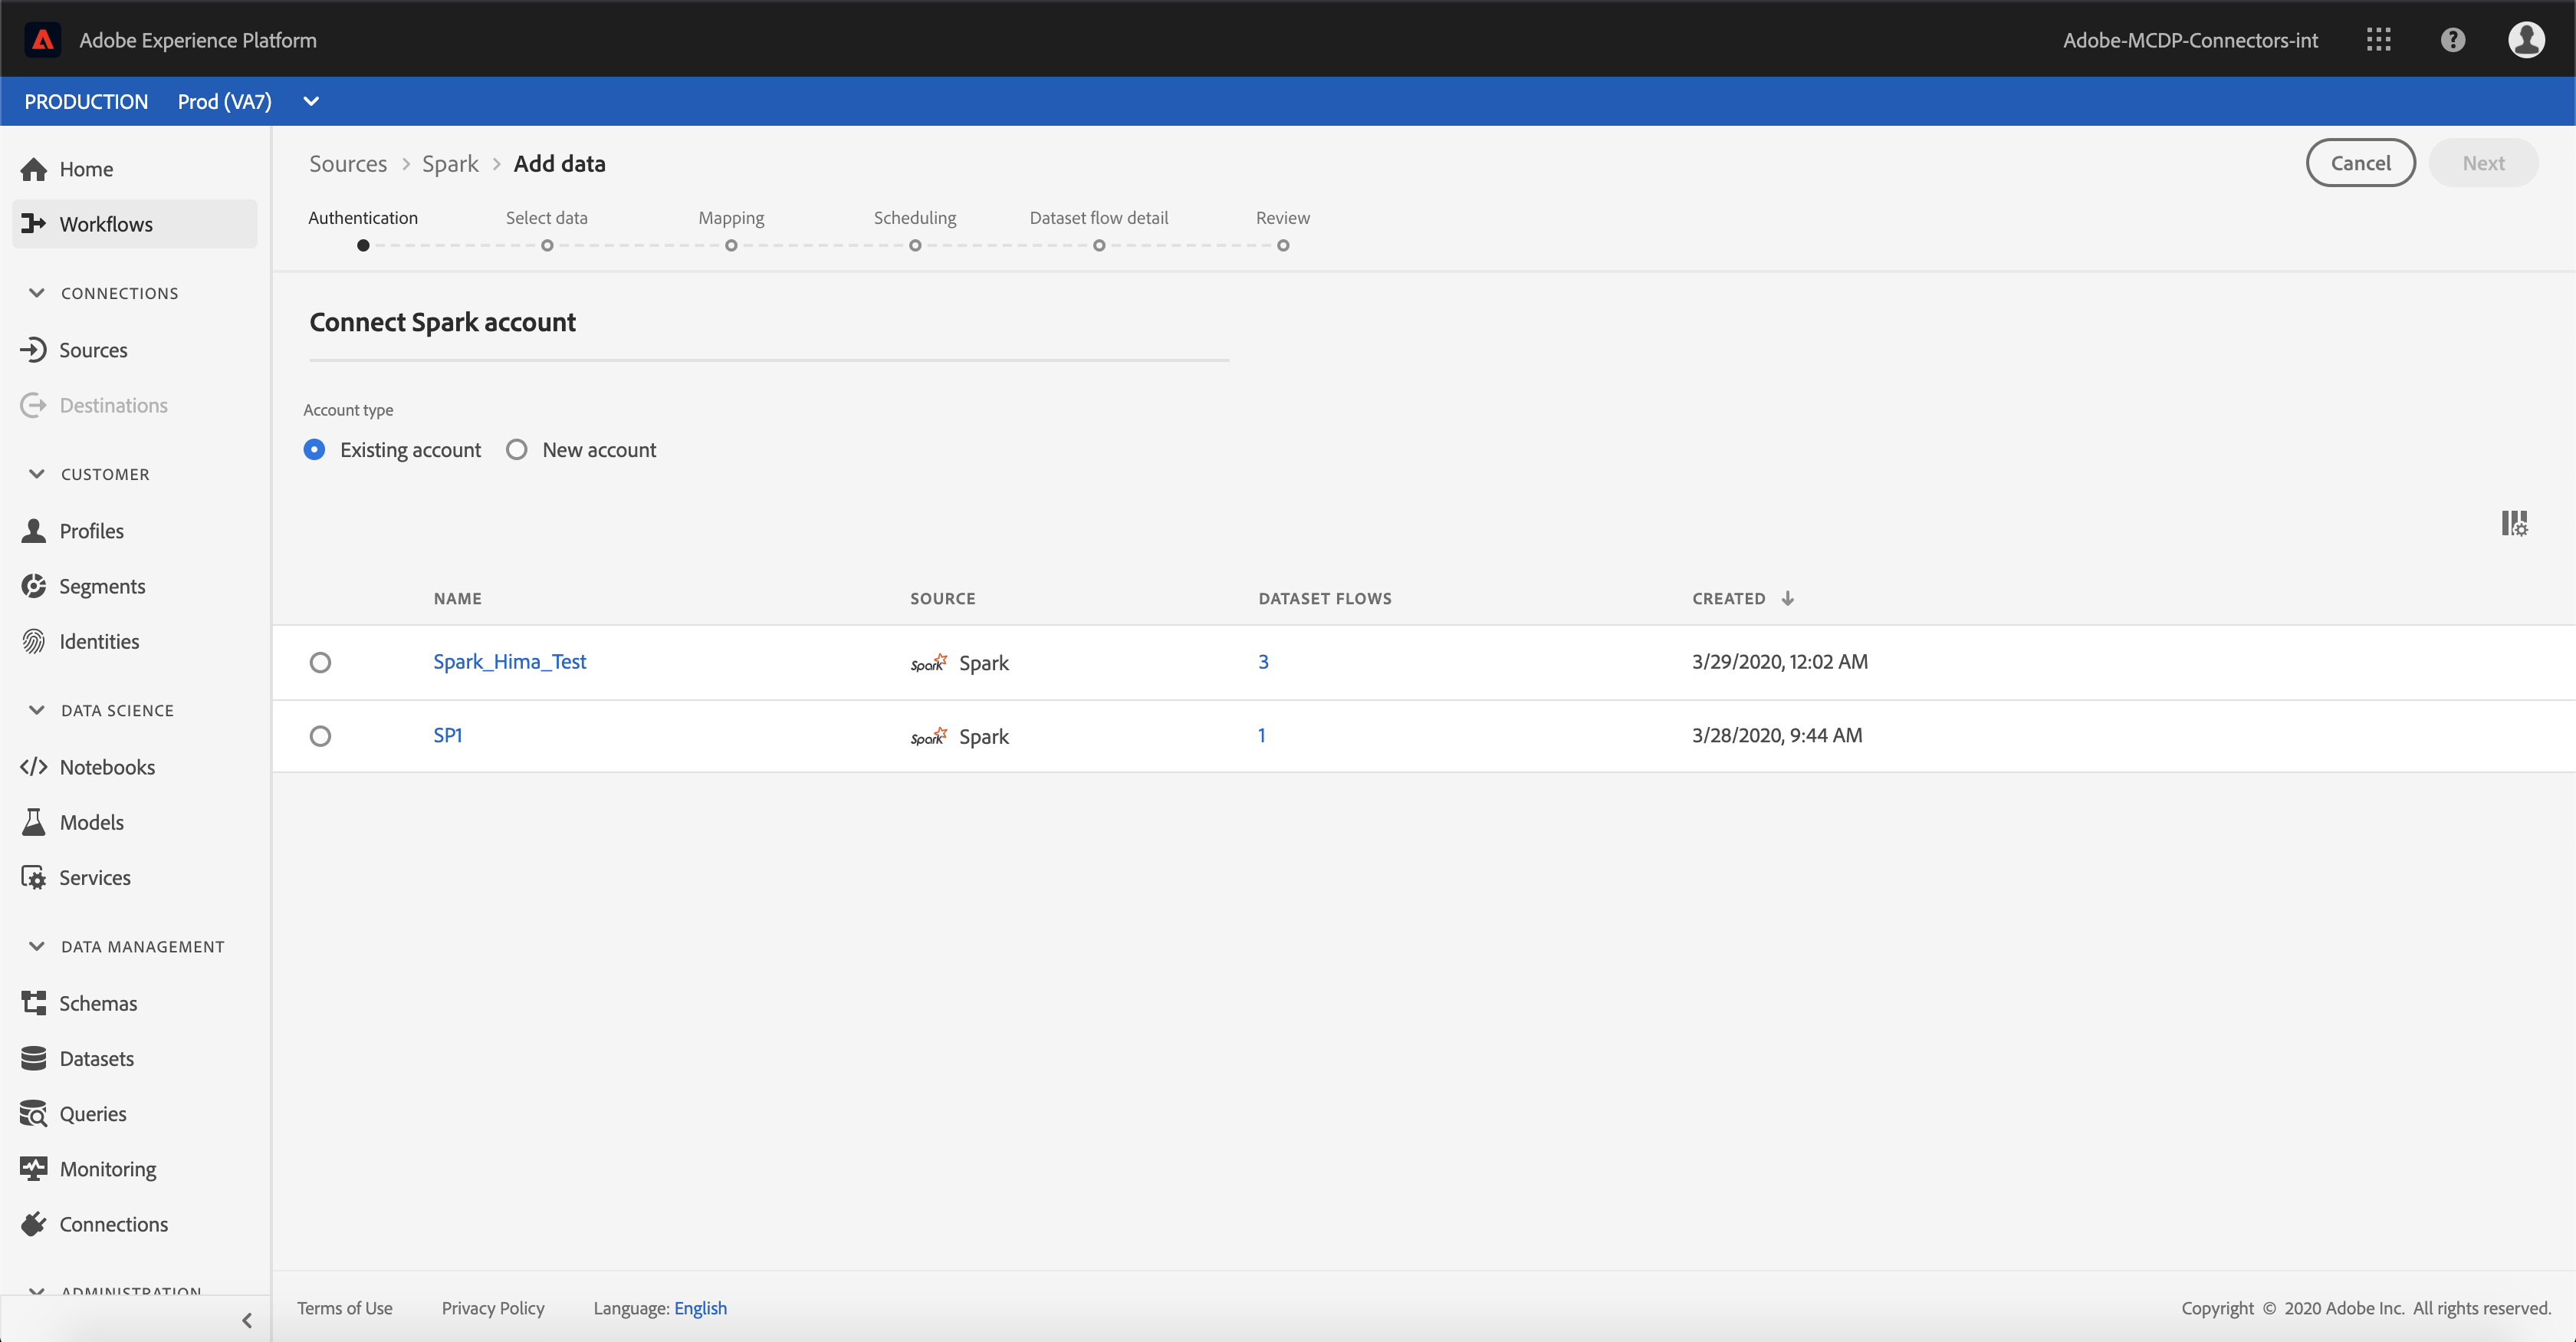 Adobe Experience Platform
Adobe-MCDP-Connectors-int
PRODUCTION Prod (VA7)
Home
Workflows
CONNECTIONS
Sources
Destinations
CUSTOMER
Profiles
Segments
Identities
DATA SCIENCE
Notebooks
Models
Services
DATA MANAGEMENT
Schemas
Datasets
Queries
Monitoring
Connections
ADMINISTRATION
Sources > Spark > Add data
Cancel Next
Authentication Select data Mapping Scheduling Dataset flow detail Review
Connect Spark account
Account type
Existing account New account
NAME SOURCE DATASET FLOWS CREATED
Spark_Hima_Test Spark Spark 3 3/29/2020, 12:02 AM
SP1 Spark Spark 1 3/28/2020, 9:44 AM
Terms of Use Privacy Policy Language: English
Copyright © 2020 Adobe Inc. All rights reserved.